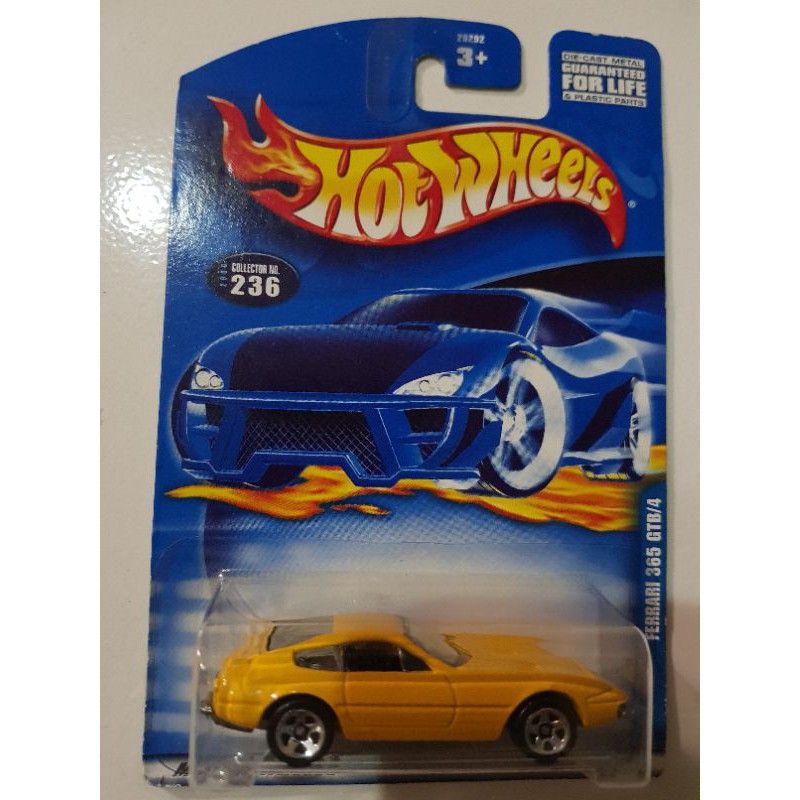 29292
3+
DIE-CAST METAL
GUARANTEED
FOR LIFE
& PLASTIC PARTS
HOT WHEELS
®
COLLECTOR NO.
236
FERRARI 365 GTB/4